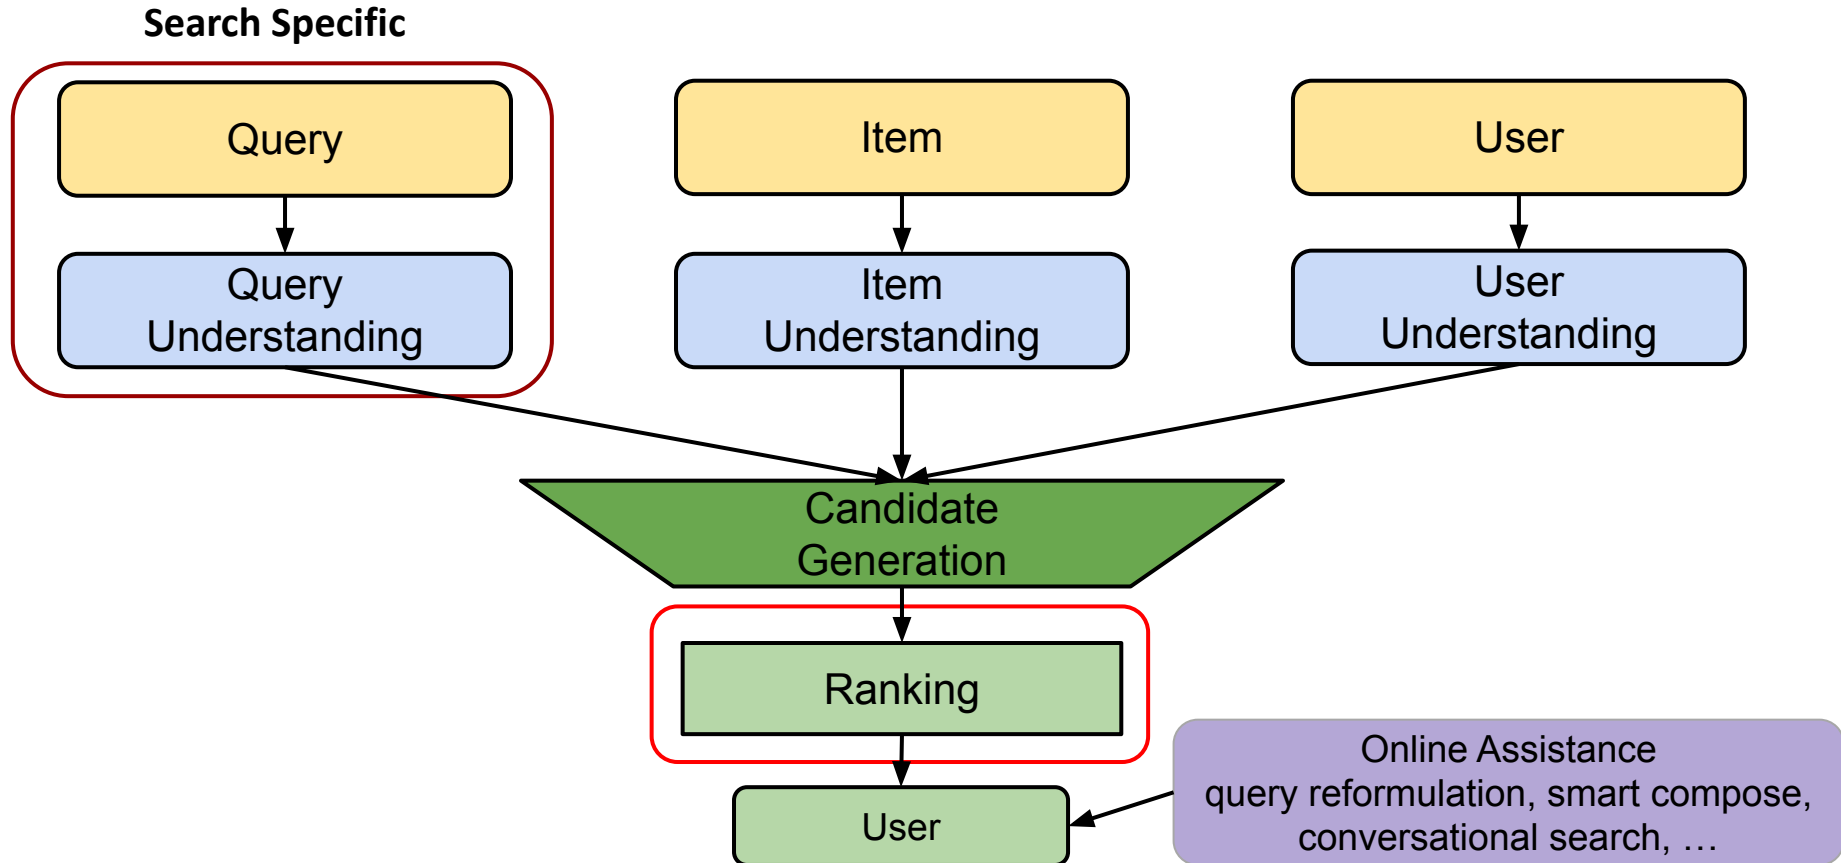 Search Specific
Query
Item
User
Query
Understanding
Item
Understanding
User
Understanding
Candidate
Generation
Ranking
User
Online Assistance
query reformulation, smart compose,
conversational search, …